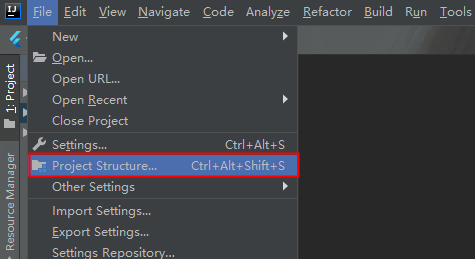 IJ File Edit View Navigate Code Analyze Refactor Build Run Tools
New
Open...
Open URL...
Open Recent
Close Project
Settings... Ctrl+Alt+S
Project Structure... Ctrl+Alt+Shift+S
Other Settings
Import Settings...
Export Settings...
Settings Repository...
1: Project
Resource Manager